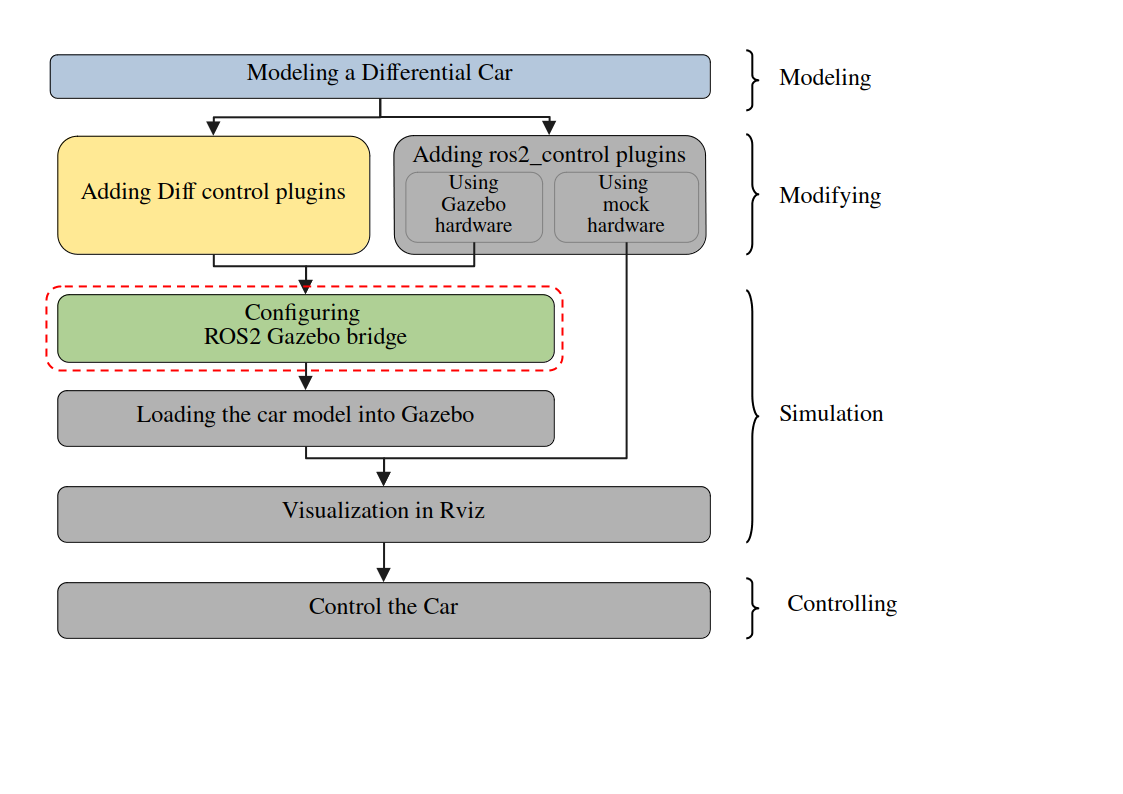 Modeling a Differential Car
Modeling
Adding Diff control plugins
Adding ros2_control plugins
Using
Gazebo
hardware
Using
mock
hardware
Modifying
Configuring
ROS2 Gazebo bridge
Loading the car model into Gazebo
Visualization in Rviz
Simulation
Control the Car
Controlling